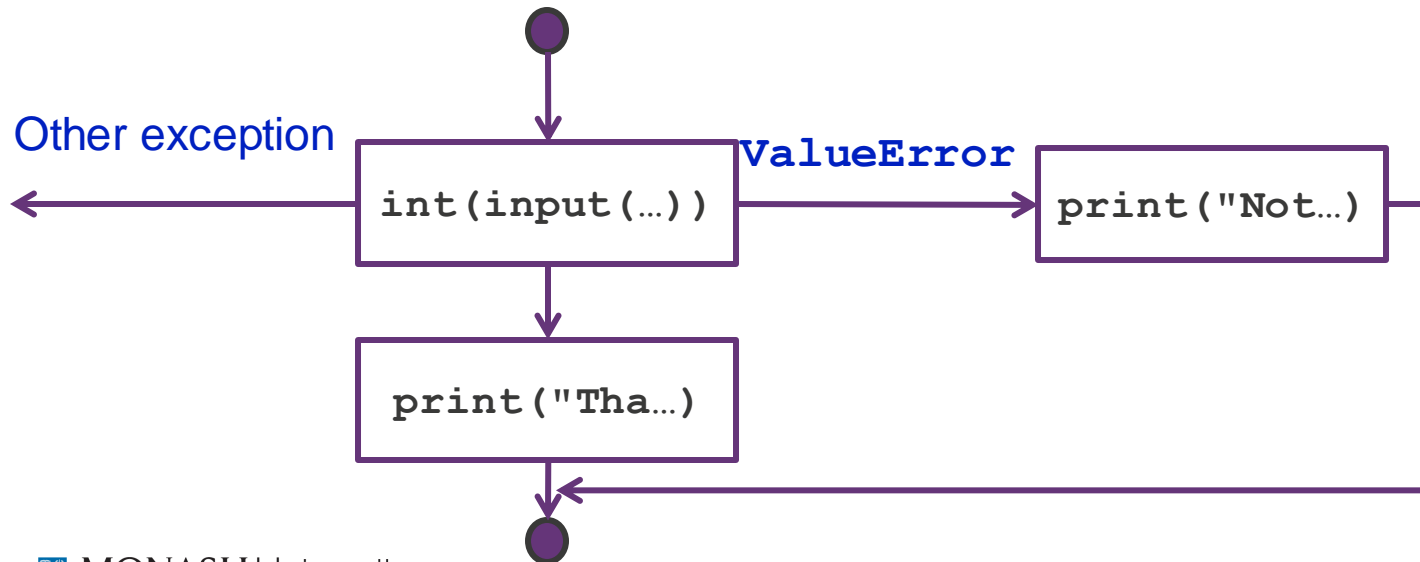 Other exception
ValueError
int(input(…))
print("Not…)
print("Tha…)